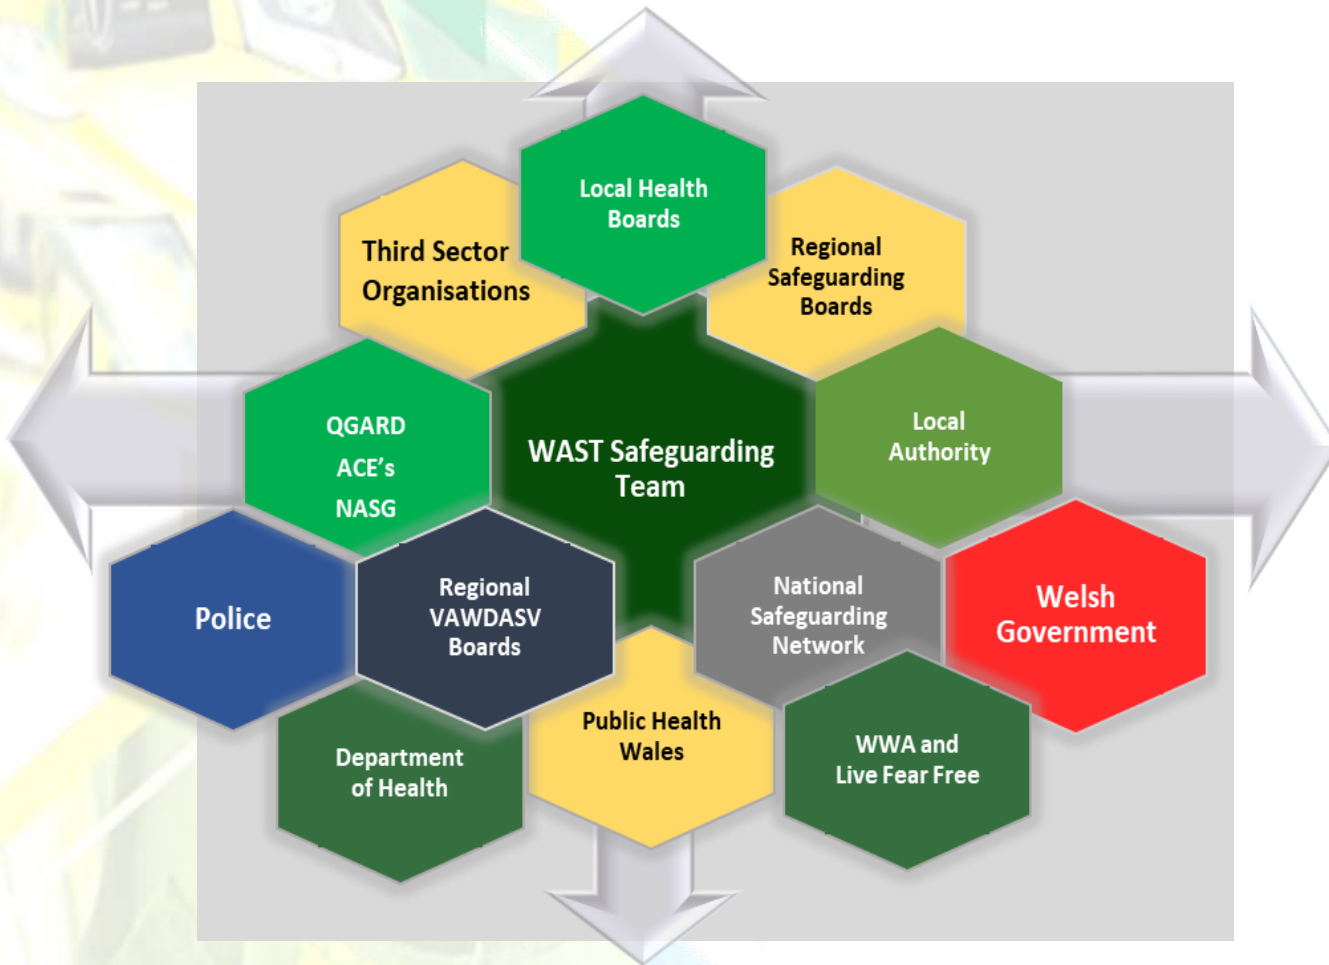 Local Health
Boards
Third Sector
Organisations
Regional
Safeguarding
Boards
QGARD
ACE's
NASG
WAST Safeguarding
Team
Local
Authority
Police
Regional
VAWDASV
Boards
National
Safeguarding
Network
Welsh
Government
Department
of Health
Public Health
Wales
WWA and
Live Fear Free